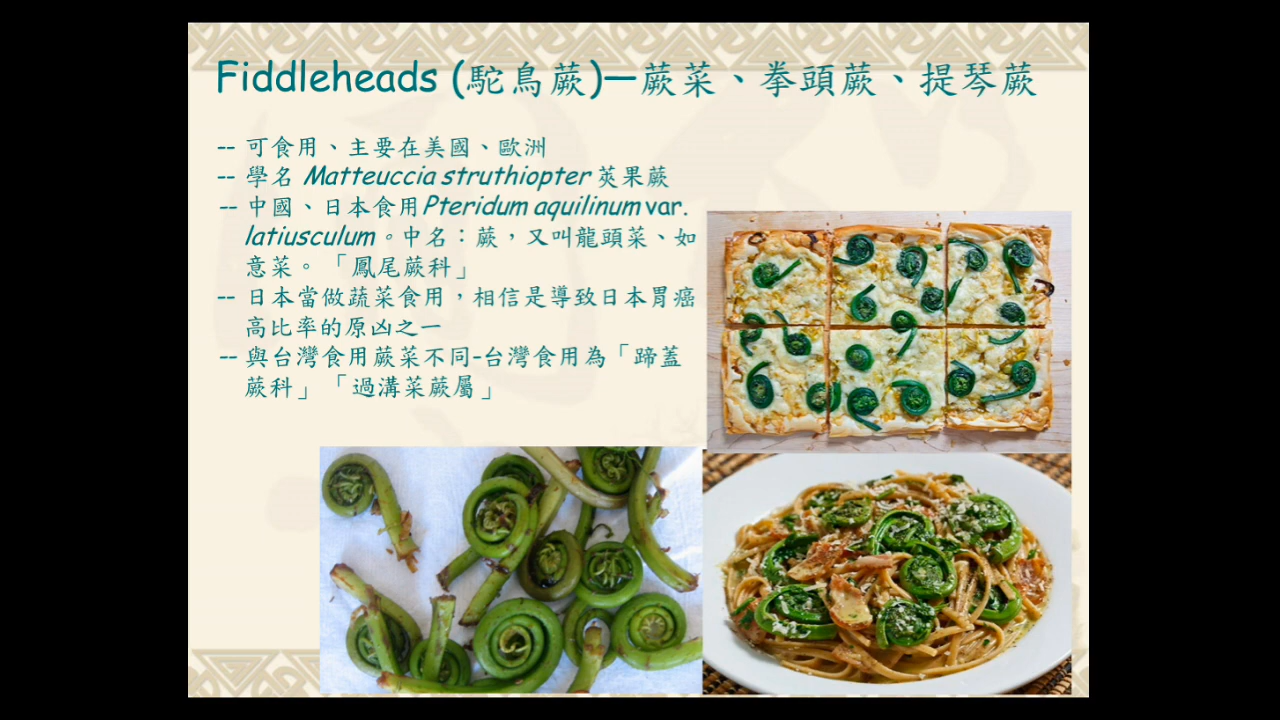 Fiddleheads (駝鳥蕨)—蕨菜、拳頭蕨、提琴蕨
-- 可食用、主要在美國、歐洲
-- 學名 Matteuccia struthiopter 莢果蕨
-- 中國、日本食用Pteridum aquilinum var.
latiusculum。中名：蕨，又叫龍頭菜、如
意菜。「鳳尾蕨科」
-- 日本當做蔬菜食用，相信是導致日本胃癌
高比率的原凶之一
-- 與台灣食用蕨菜不同-台灣食用為「蹄蓋
蕨科」「過溝菜蕨屬」